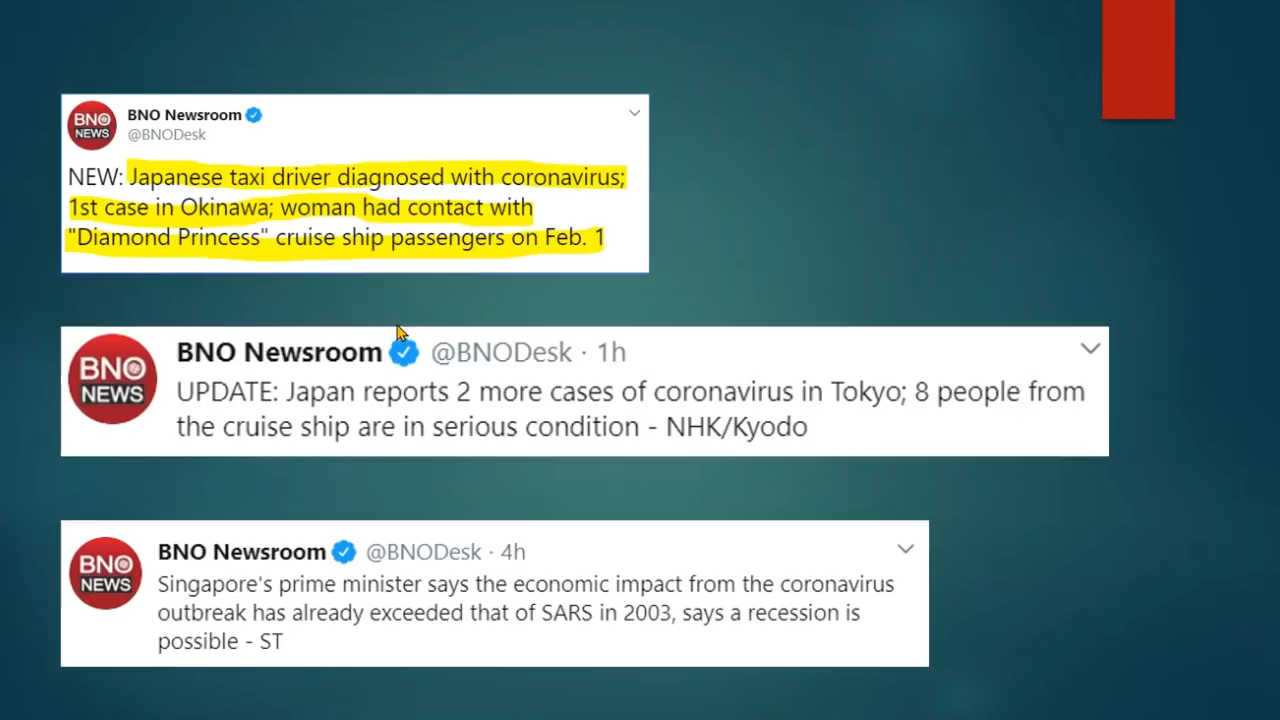 BNO
NEWS
BNO Newsroom
@BNODesk
NEW: Japanese taxi driver diagnosed with coronavirus;
1st case in Okinawa; woman had contact with
"Diamond Princess" cruise ship passengers on Feb. 1
BNO
NEWS
BNO Newsroom @BNODesk · 1h
UPDATE: Japan reports 2 more cases of coronavirus in Tokyo; 8 people from
the cruise ship are in serious condition - NHK/Kyodo
BNO
NEWS
BNO Newsroom @BNODesk · 4h
Singapore's prime minister says the economic impact from the coronavirus
outbreak has already exceeded that of SARS in 2003, says a recession is
possible - ST